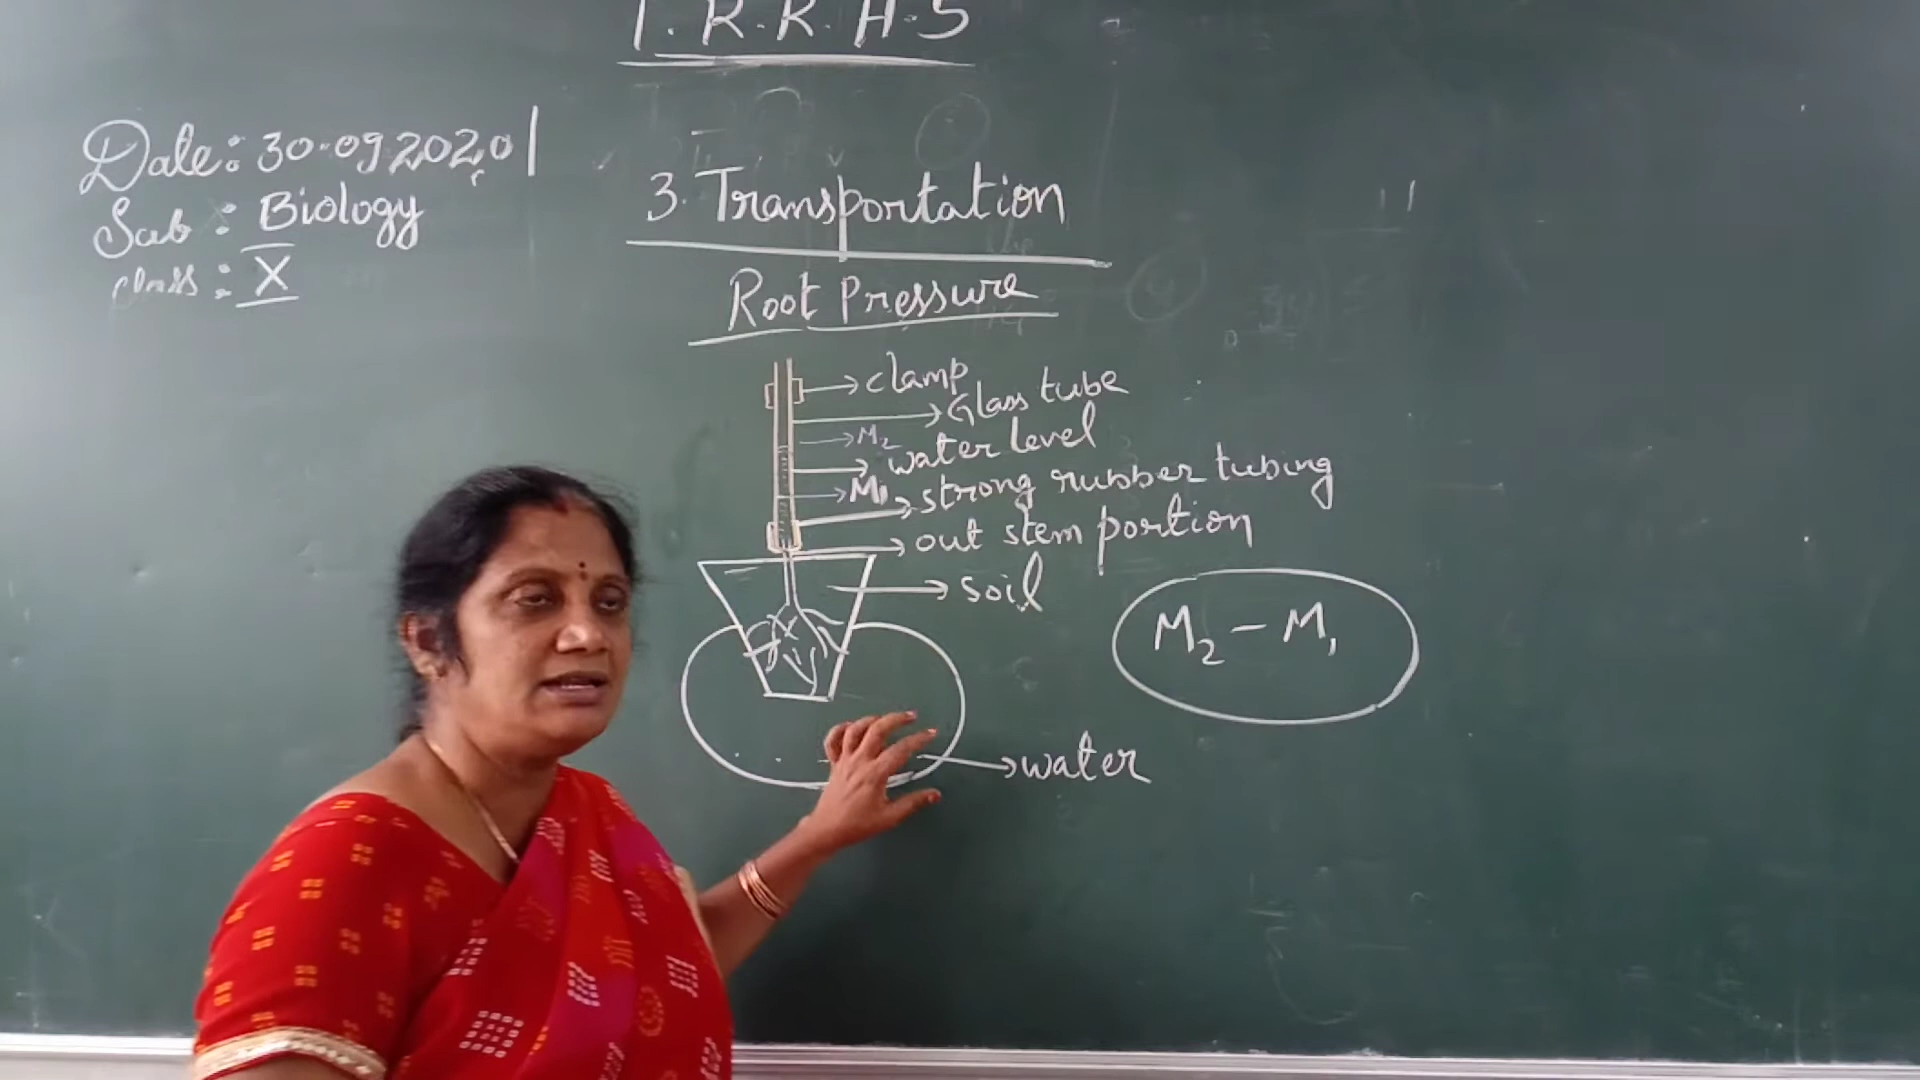 Date: 30.09 2020
Sub : Biology
class : X
3. Transportation
Root Pressure
clamp
Glass tube
M2
water level
M1
strong rubber tubing
out stem portion
soil
M2 - M1
water